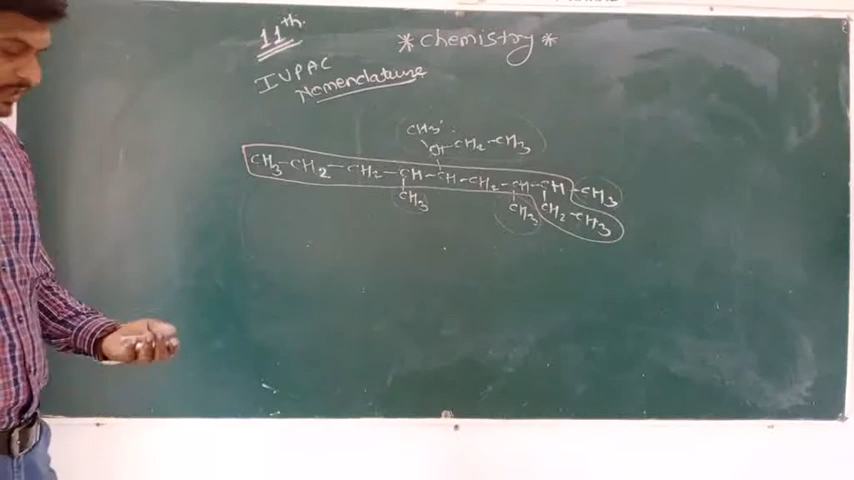 11th.
* Chemistry *
IUPAC
Nomenclature
CH3
CH-CH2-CH3
CH3-CH2-CH2-CH-CH-CH2-CH-CH-CH3
CH3 CH3 CH2-CH3